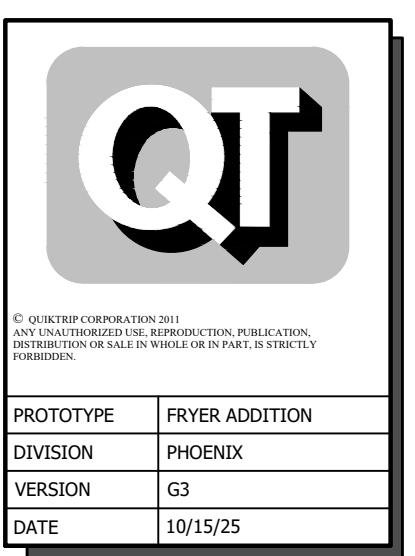 QT
© QUIKTRIP CORPORATION 2011
ANY UNAUTHORIZED USE, REPRODUCTION, PUBLICATION,
DISTRIBUTION OR SALE IN WHOLE OR IN PART, IS STRICTLY
FORBIDDEN.
PROTOTYPE FRYER ADDITION
DIVISION PHOENIX
VERSION G3
DATE 10/15/25